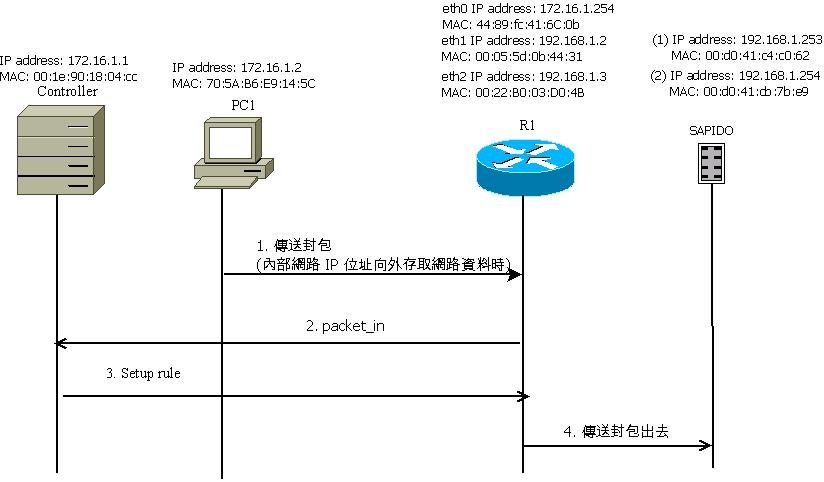 IP address: 172.16.1.1
MAC: 00:1e:90:18:04:cc
Controller
IP address: 172.16.1.2
MAC: 70:5A:B6:E9:14:5C
PC1
eth0 IP address: 172.16.1.254
MAC: 44:89:fc:41:6C:0b
eth1 IP address: 192.168.1.2
MAC: 00:05:5d:0b:44:31
eth2 IP address: 192.168.1.3
MAC: 00:22:B0:03:D0:4B
R1
(1) IP address: 192.168.1.253
MAC: 00:d0:41:c4:c0:62
(2) IP address: 192.168.1.254
MAC: 00:d0:41:cb:7b:e9
SAPIDO
1. 傳送封包
(內部網路 IP 位址向外存取網路資料時)
2. packet_in
3. Setup rule
4. 傳送封包出去